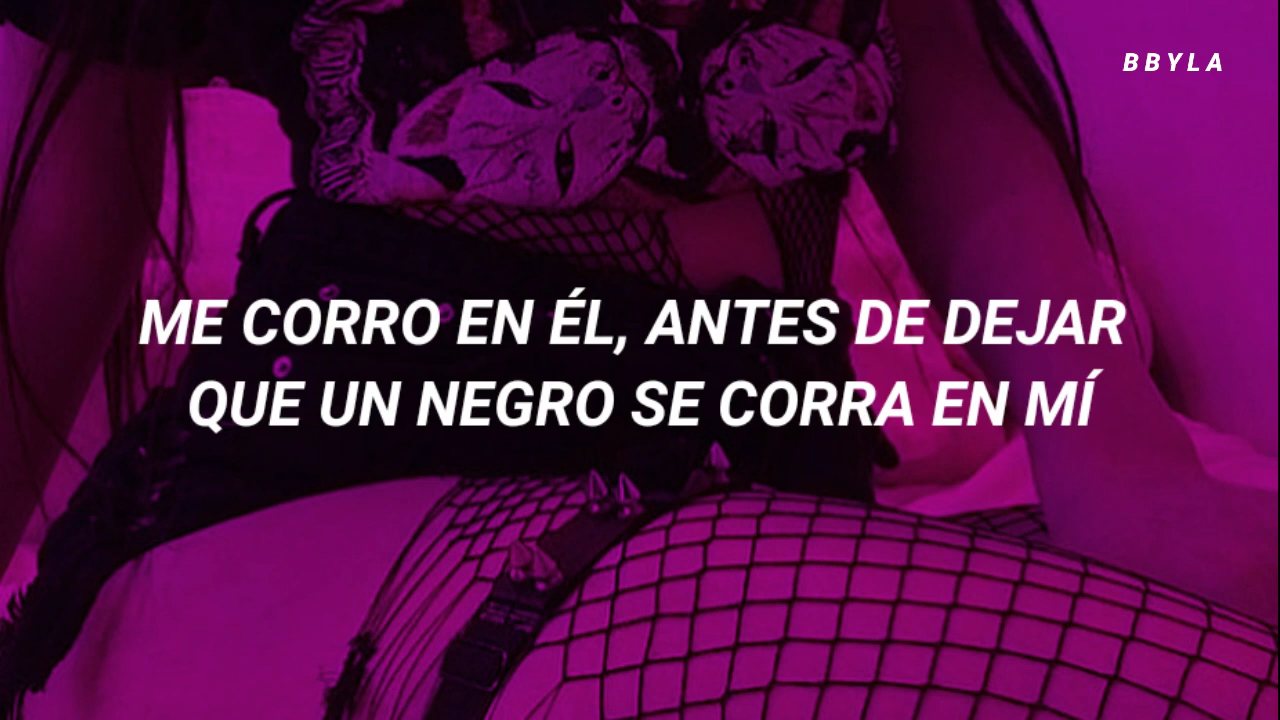 BBYLA
ME CORRO EN ÉL, ANTES DE DEJAR
QUE UN NEGRO SE CORRA EN MÍ